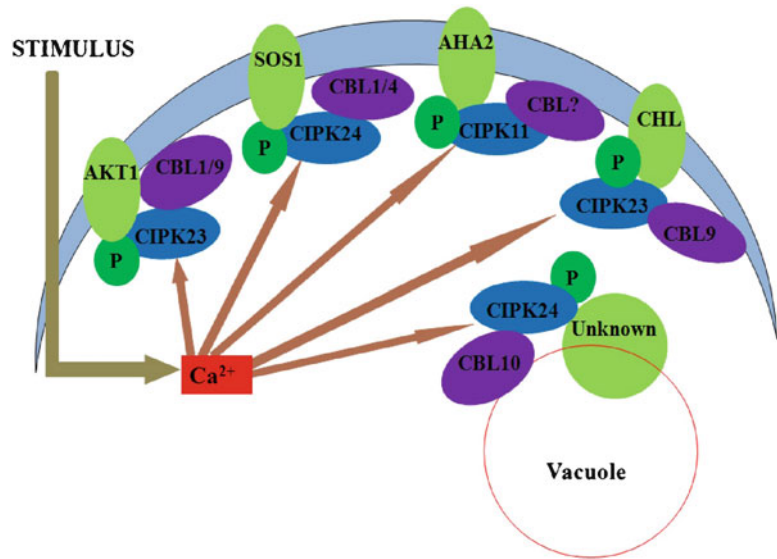 STIMULUS
SOS1
AHA2
CBL1/4
CBL?
CHL
P
CIPK24
P
CIPK11
P
AKT1
CBL1/9
CIPK23
CIPK23
CBL9
P
P
CIPK24
Unknown
Ca²⁺
CBL10
Vacuole